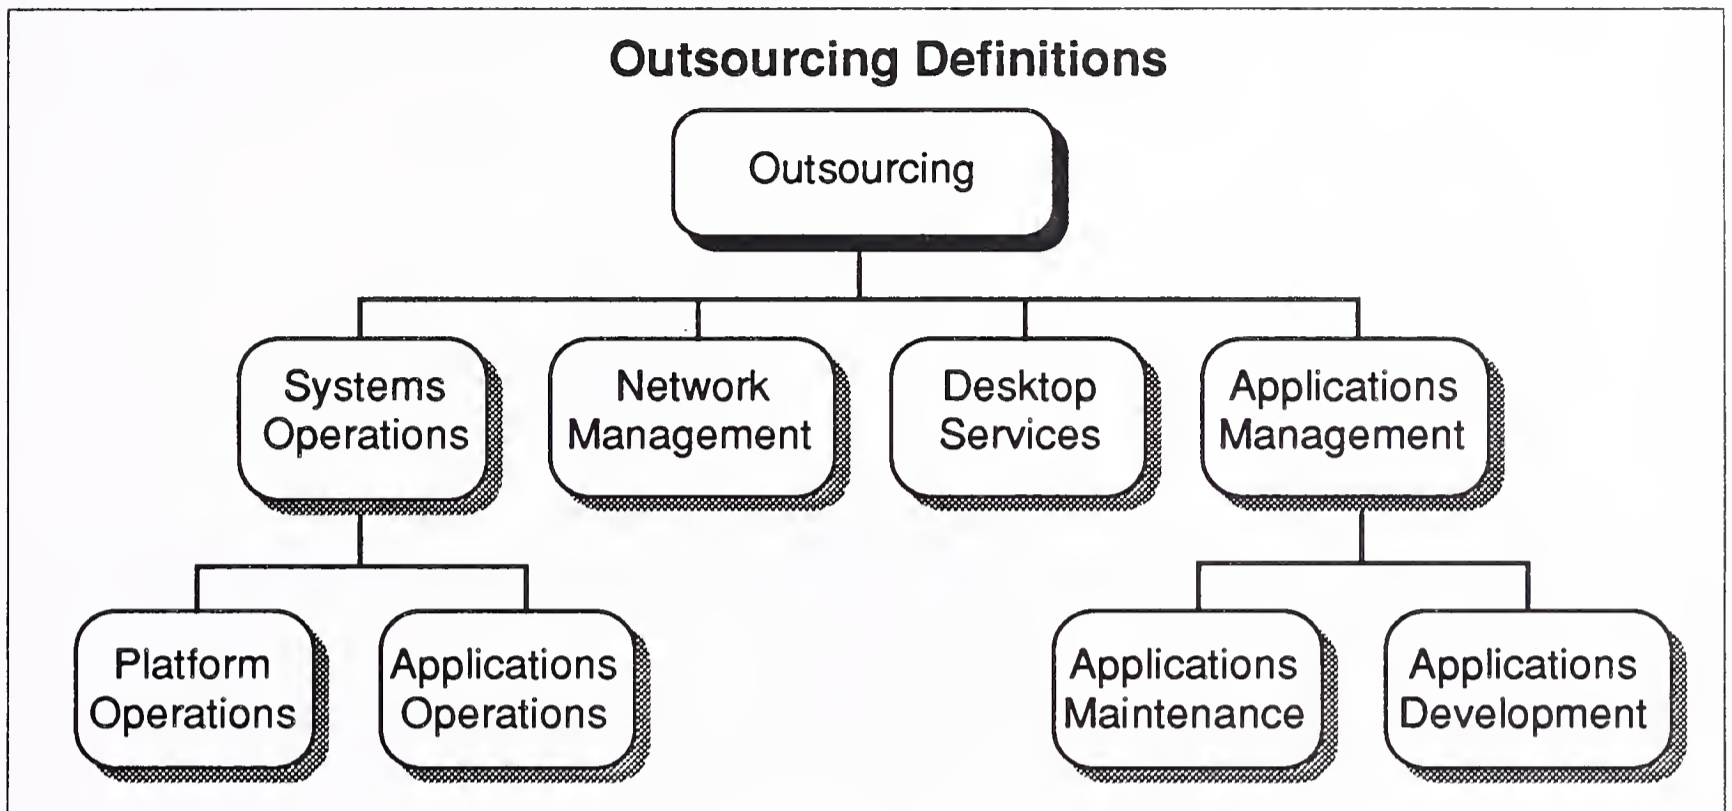 Outsourcing Definitions
Outsourcing
Systems
Operations
Network
Management
Desktop
Services
Applications
Management
Platform
Operations
Applications
Operations
Applications
Maintenance
Applications
Development